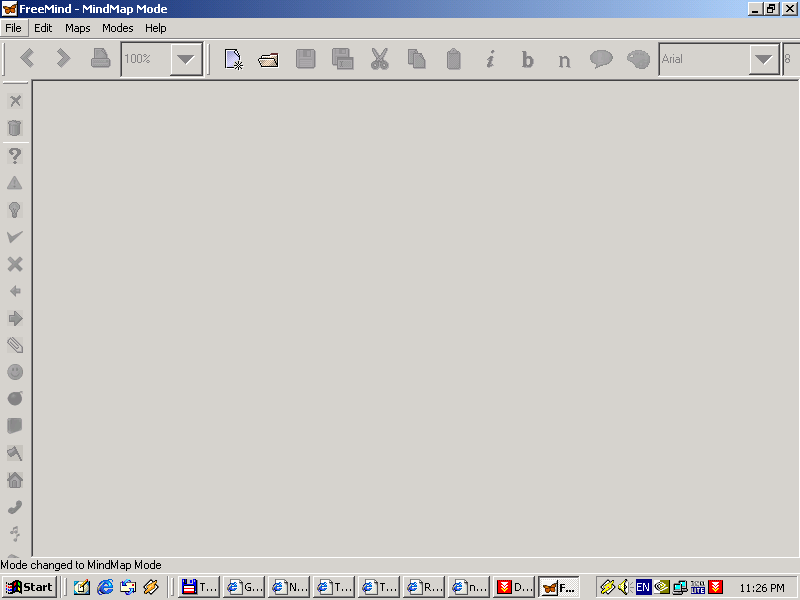 FreeMind - MindMap Mode
File Edit Maps Modes Help
100% i b n Arial 8
Mode changed to MindMap Mode
Start T... G... N... T... T... R... n... D... F... EN 11:26 PM